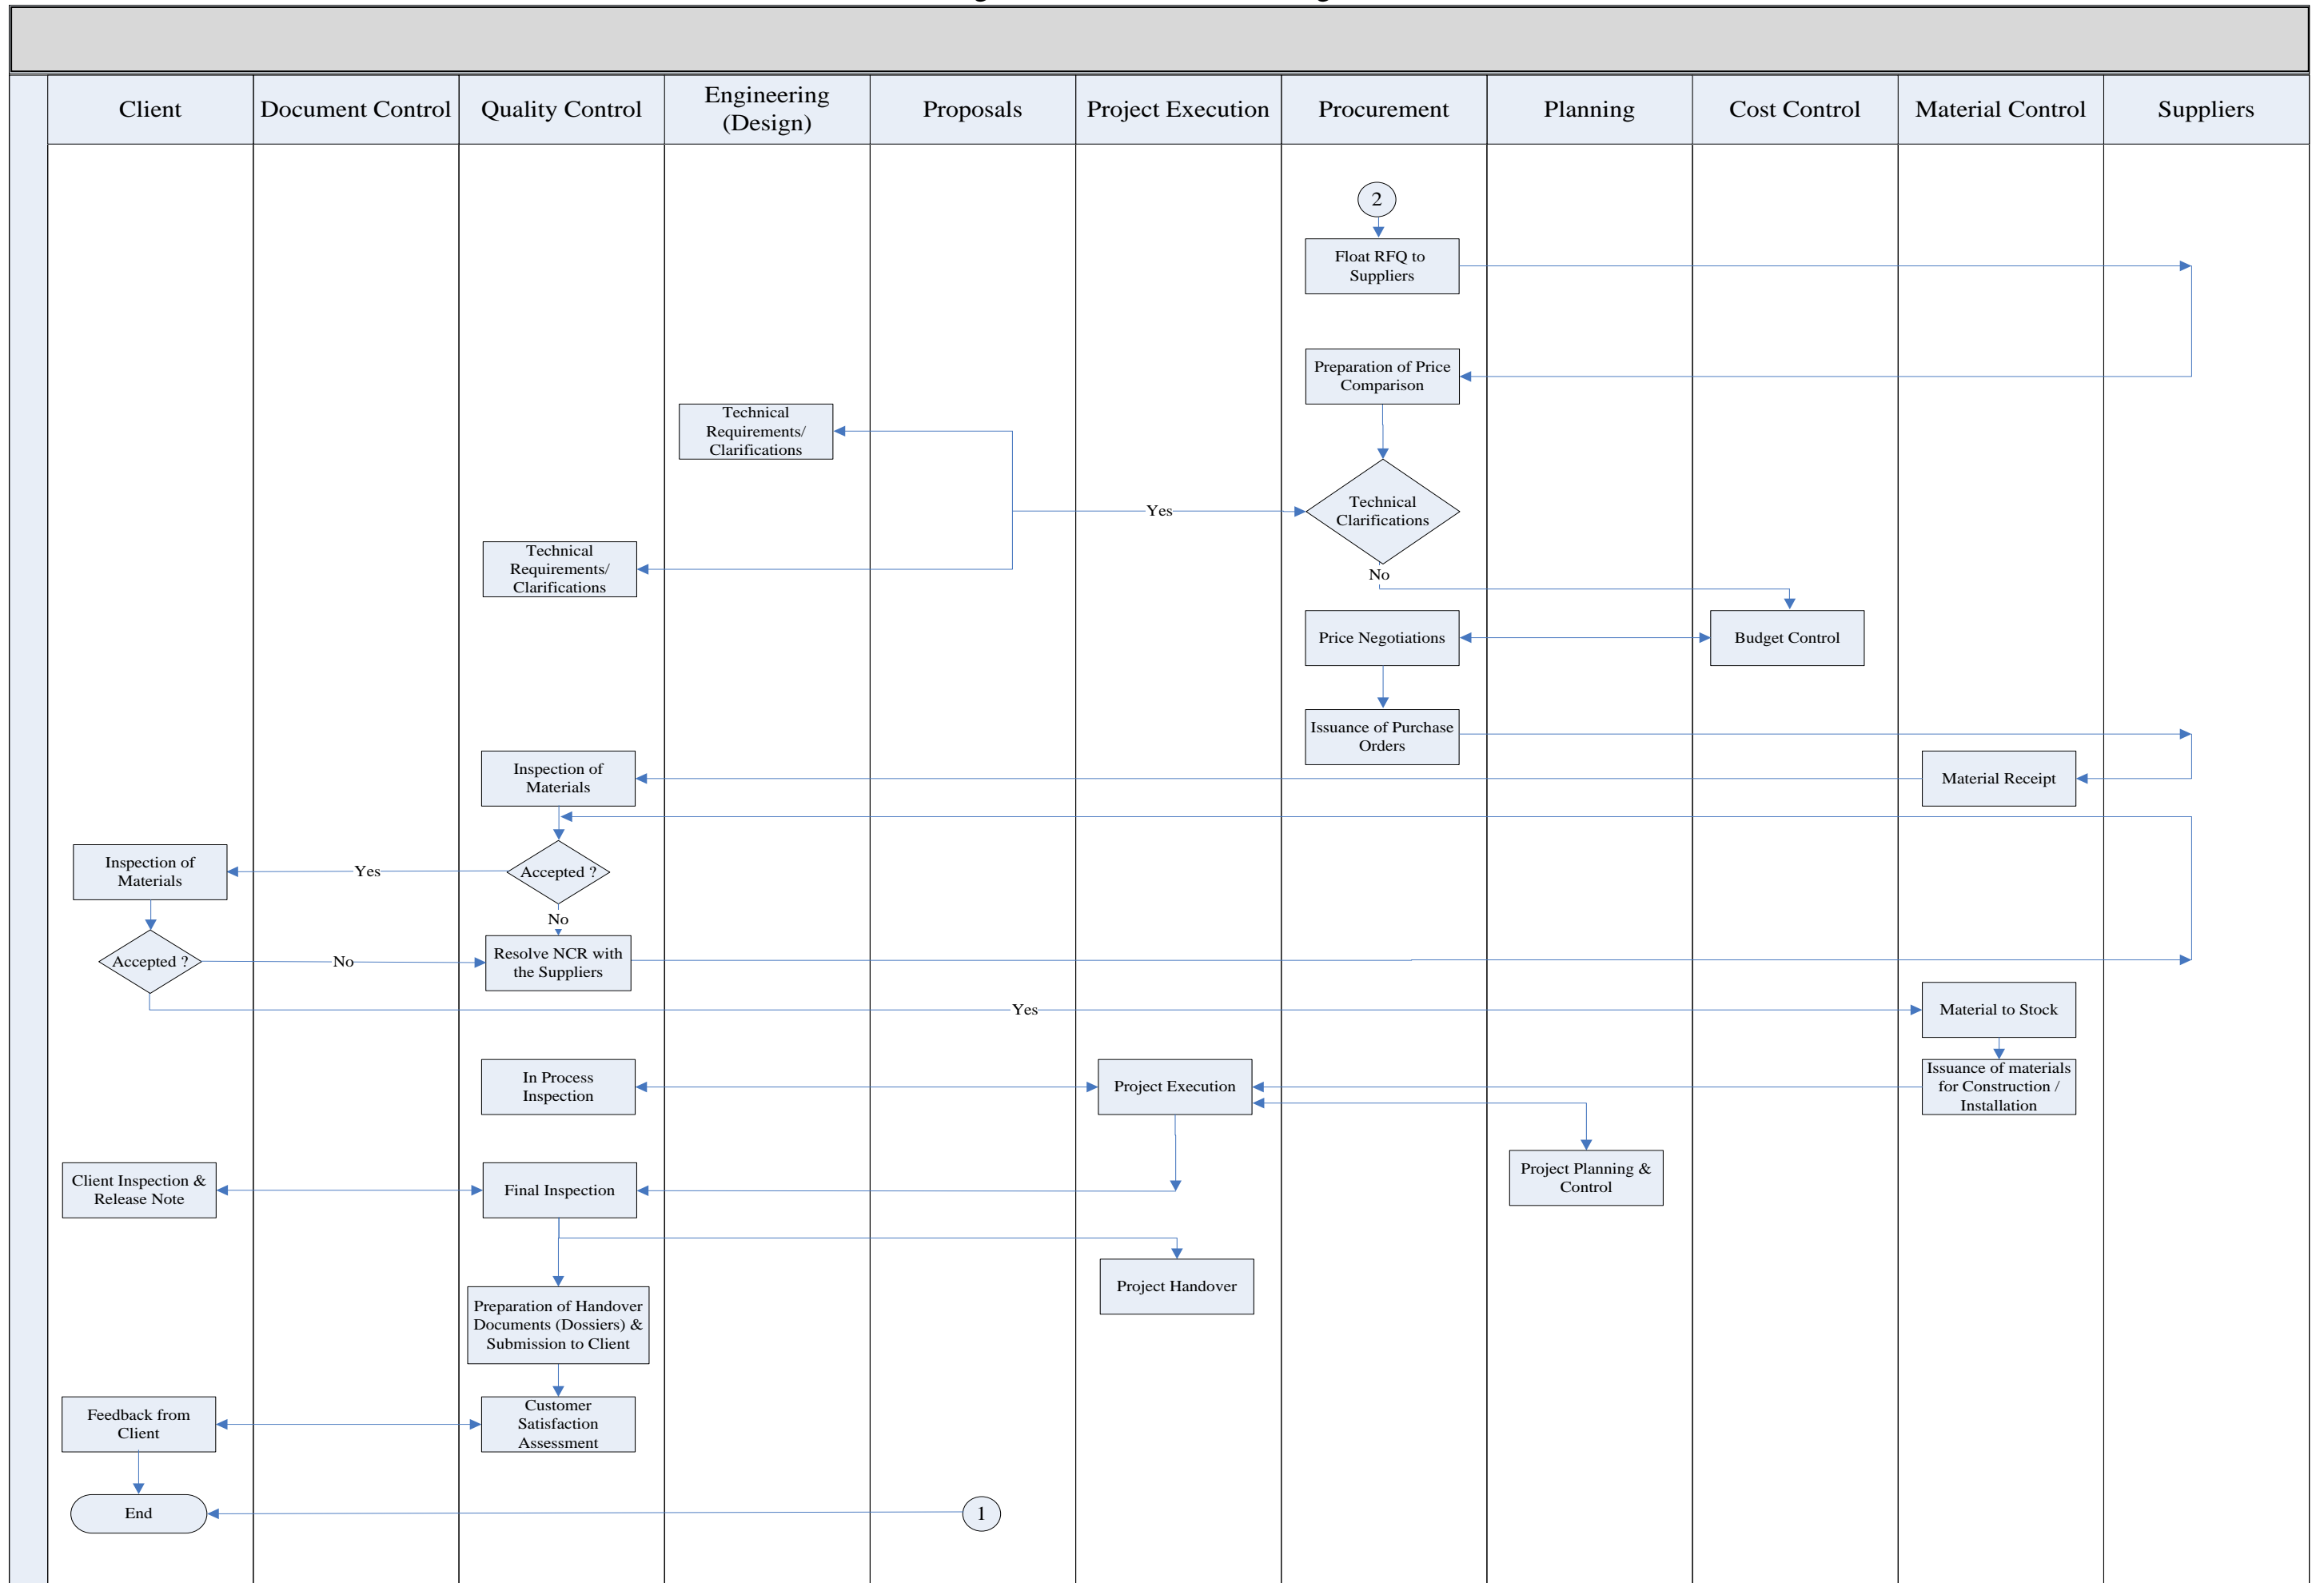 Client
Document Control
Quality Control
Engineering
(Design)
Proposals
Project Execution
Procurement
Planning
Cost Control
Material Control
Suppliers
2
Float RFQ to
Suppliers
Preparation of Price
Comparison
Technical
Requirements/
Clarifications
Technical
Clarifications
Yes
Technical
Requirements/
Clarifications
No
Price Negotiations
Budget Control
Issuance of Purchase
Orders
Inspection of
Materials
Material Receipt
Inspection of
Materials
Yes
Accepted ?
No
Accepted ?
No
Resolve NCR with
the Suppliers
Yes
Material to Stock
In Process
Inspection
Project Execution
Issuance of materials
for Construction /
Installation
Client Inspection &
Release Note
Final Inspection
Project Planning &
Control
Project Handover
Preparation of Handover
Documents (Dossiers) &
Submission to Client
Feedback from
Client
Customer
Satisfaction
Assessment
End
1